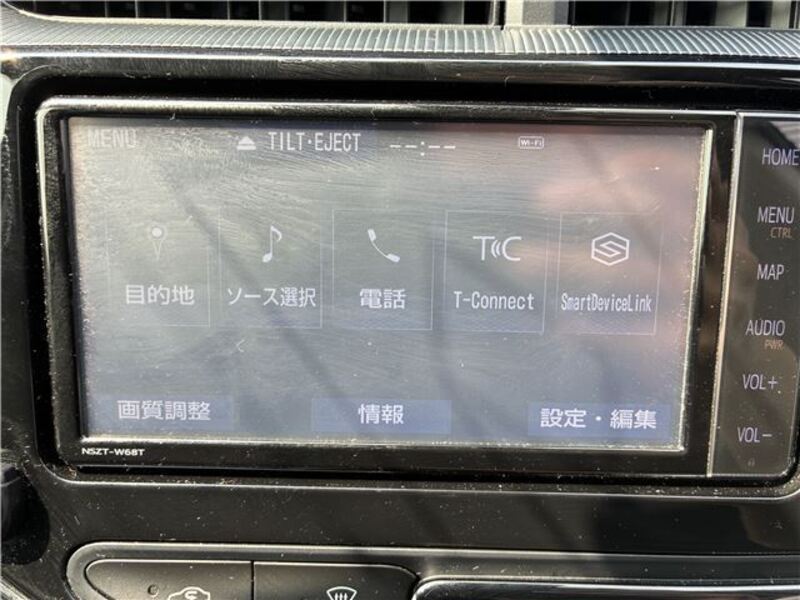 MENU
TILT·EJECT
--:--
Wi-Fi
目的地
ソース選択
電話
T-Connect
SmartDeviceLink
TC
S
画質調整
情報
設定・編集
NSZT-W68T
HOME
MENU
CTRL
MAP
AUDIO
PWR
VOL+
VOL−